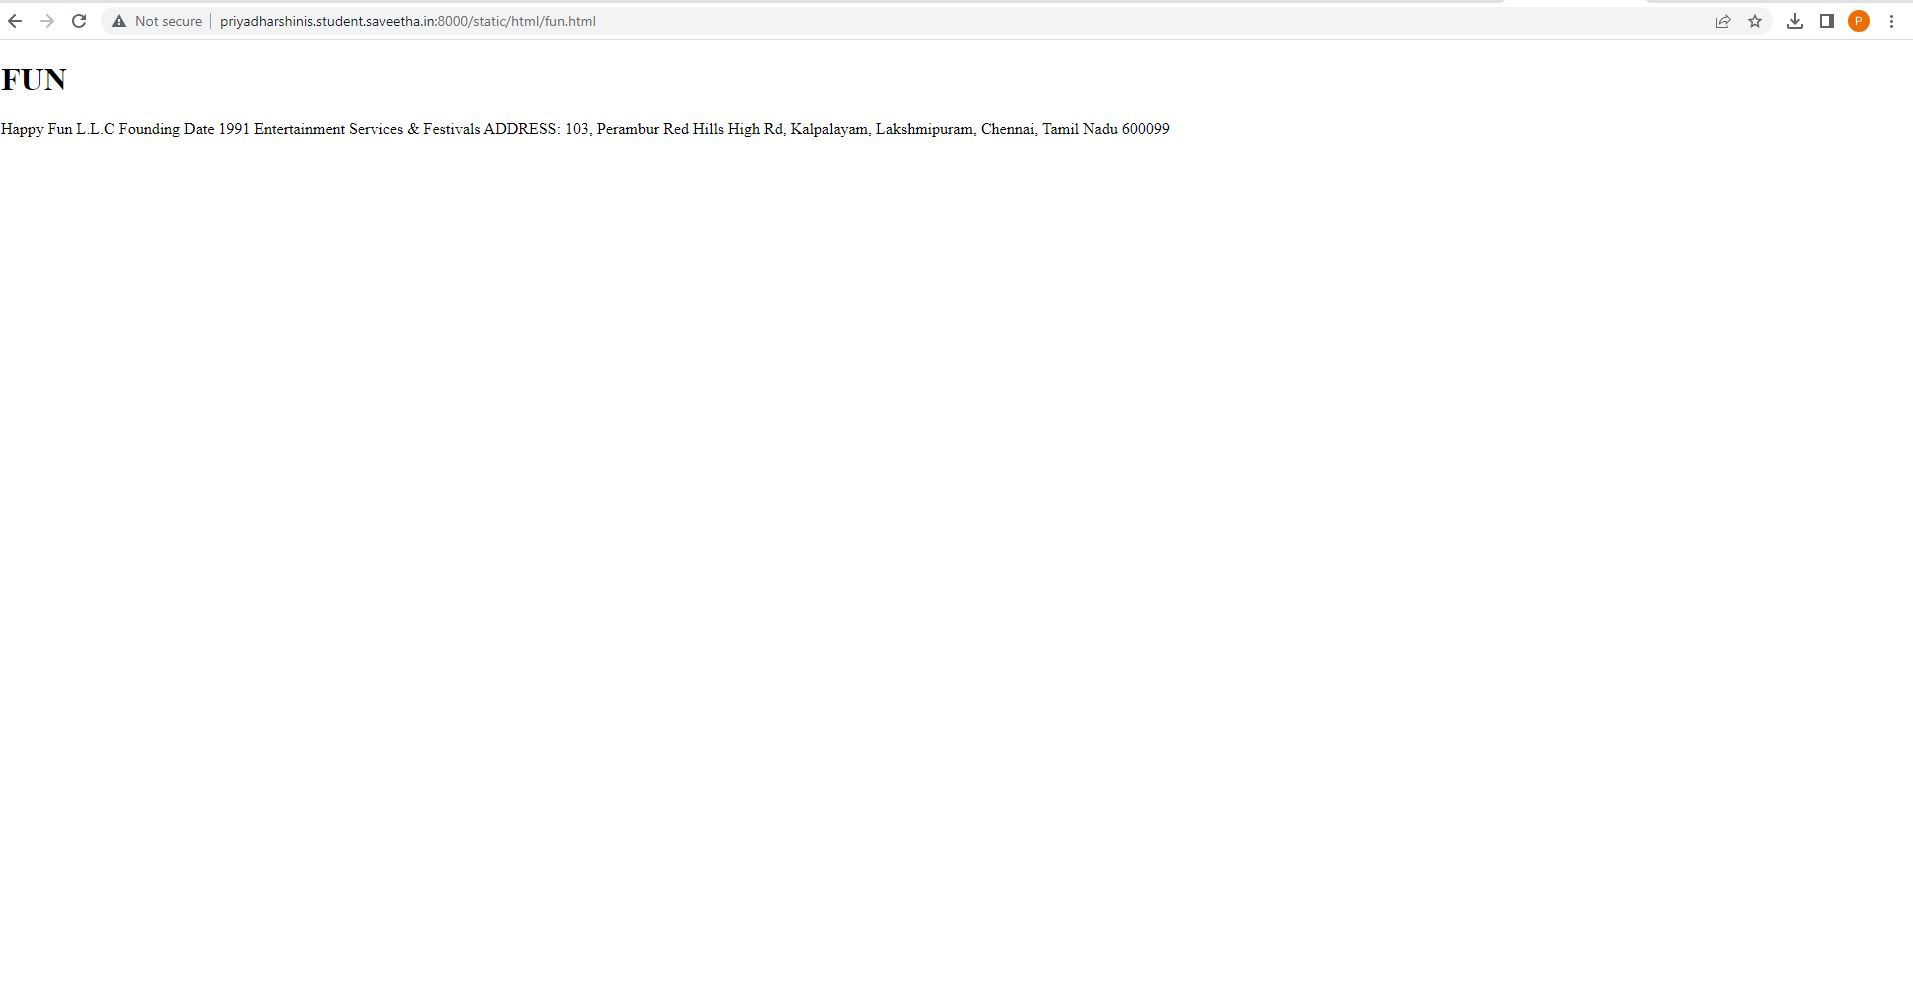 Not secure priyadharshinis.student.saveetha.in:8000/static/html/fun.html P
FUN
Happy Fun L.L.C Founding Date 1991 Entertainment Services & Festivals ADDRESS: 103, Perambur Red Hills High Rd, Kalpalayam, Lakshmipuram, Chennai, Tamil Nadu 600099